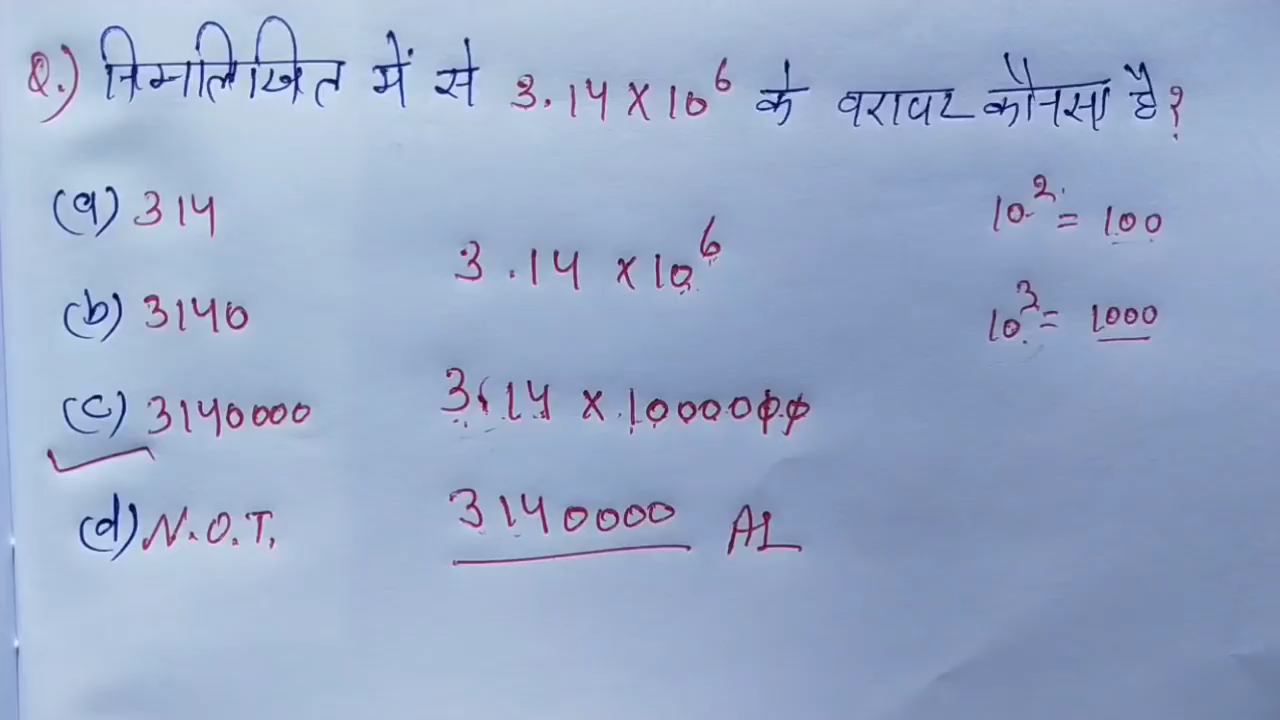 Q.) निम्नलिखित में से 3.14 × 10⁶ के बराबर कौनसा है?
(a) 314
(b) 3140
(c) 3140000
(d) N.O.T.
3.14 × 10⁶
3.14 × 1000000
3140000
10² = 100
10³ = 1000